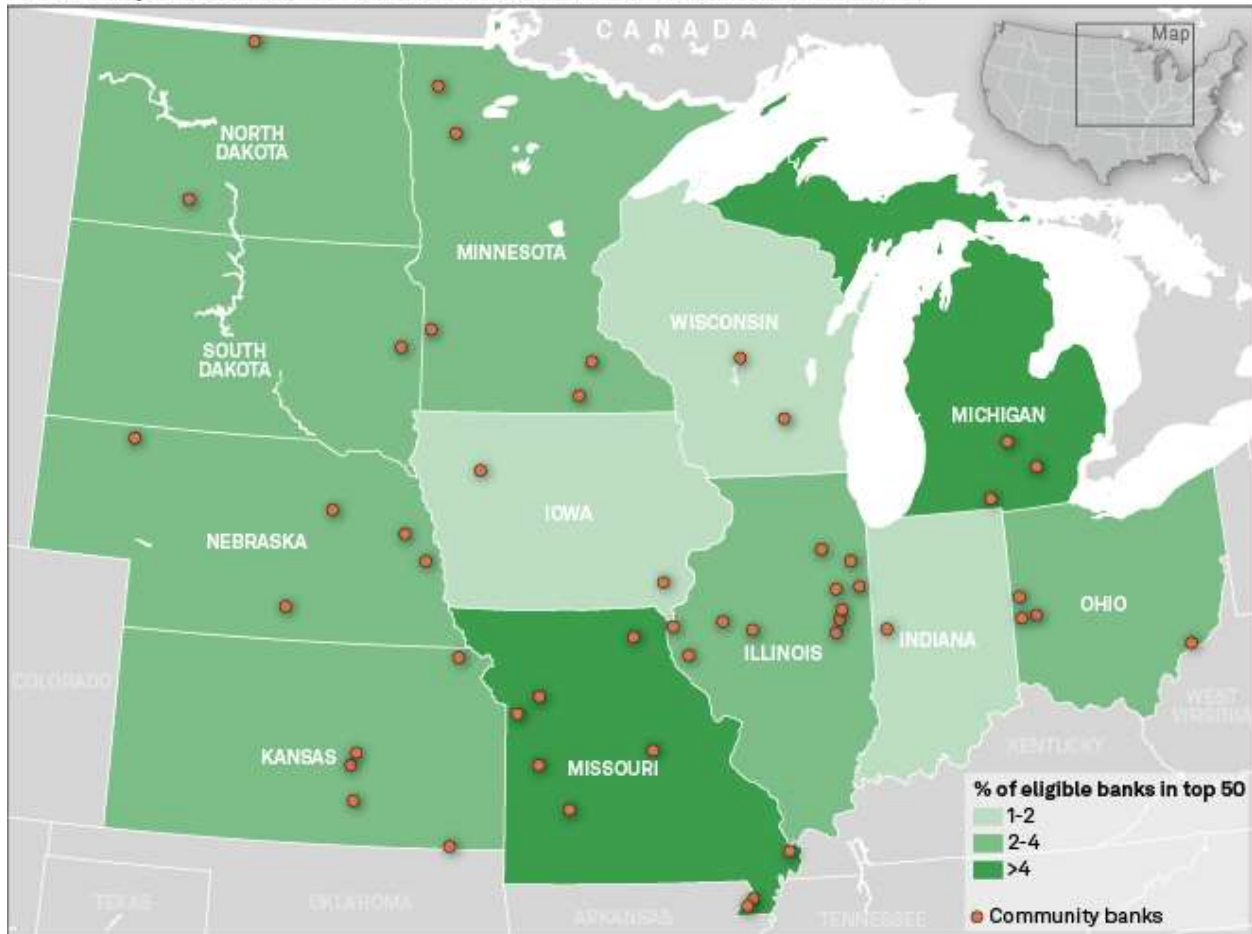 CANADA
Map
NORTH
DAKOTA
MINNESOTA
WISCONSIN
SOUTH
DAKOTA
MICHIGAN
IOWA
NEBRASKA
OHIO
ILLINOIS
INDIANA
COLORADO
WEST
VIRGINIA
KENTUCKY
KANSAS
MISSOURI
% of eligible banks in top 50
1-2
2-4
>4
TEXAS
OKLAHOMA
ARKANSAS
TENNESSEE
Community banks